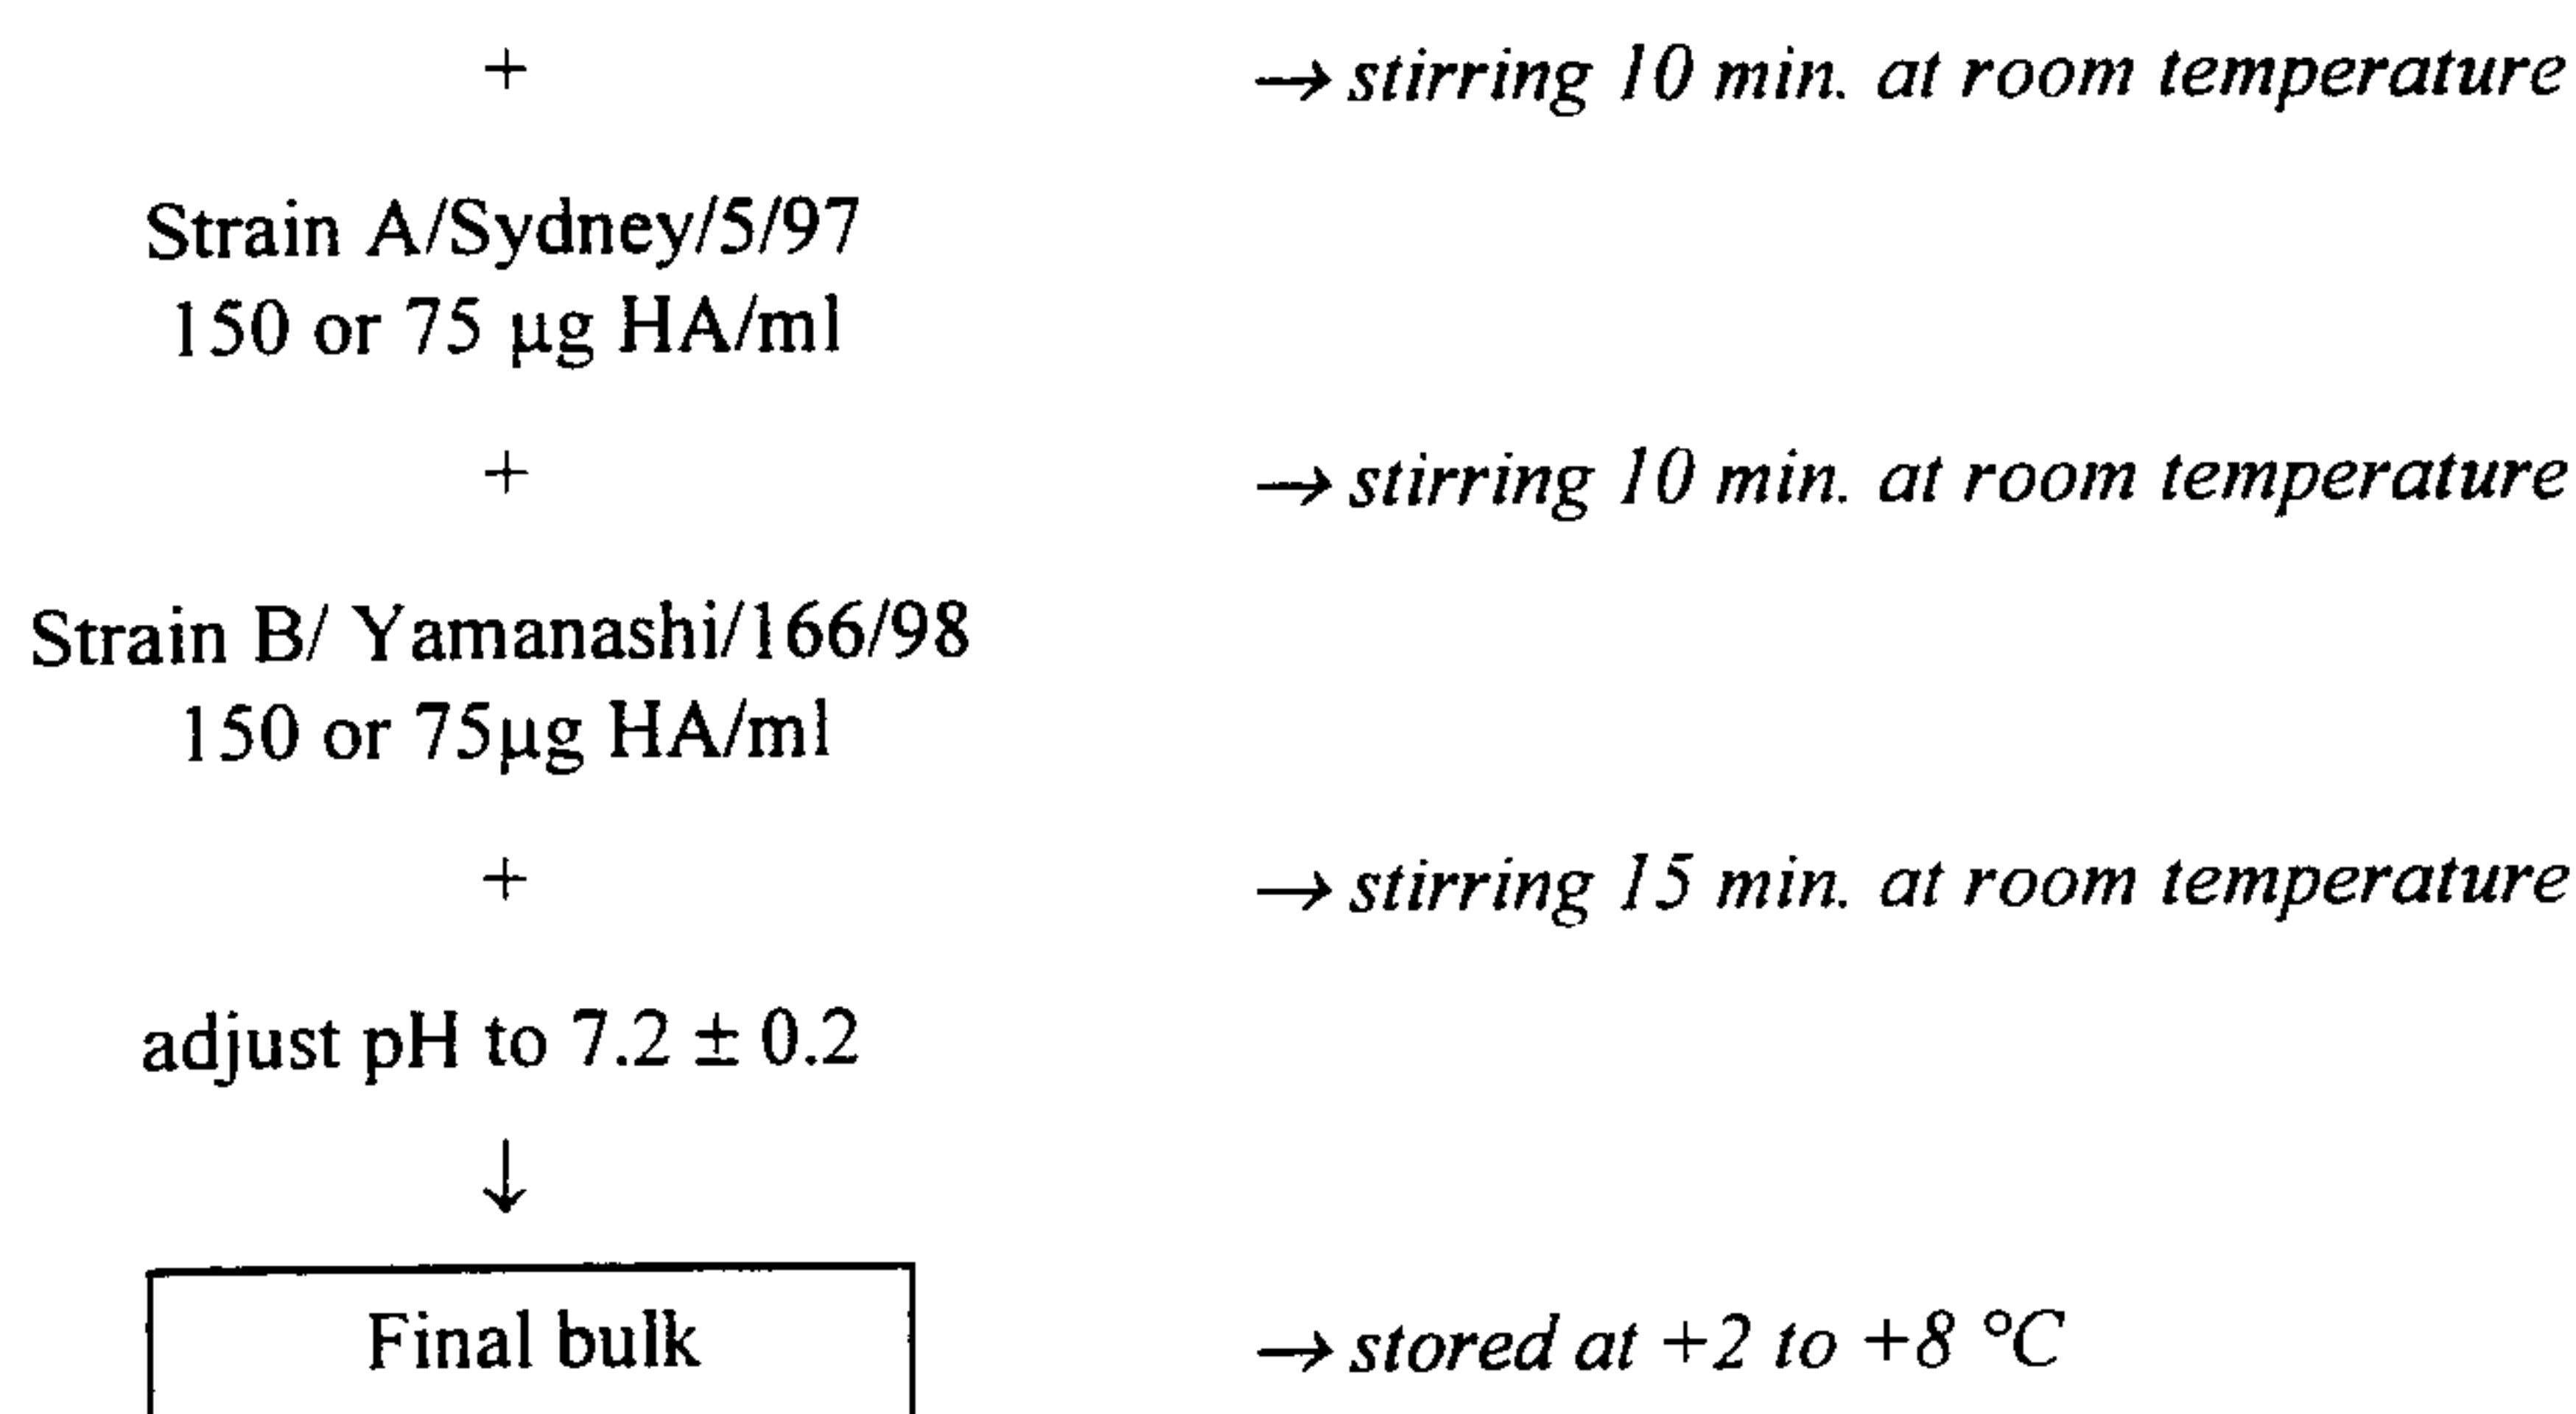 + → stirring 10 min. at room temperature
Strain A/Sydney/5/97
150 or 75 µg HA/ml
+ → stirring 10 min. at room temperature
Strain B/ Yamanashi/166/98
150 or 75µg HA/ml
+ → stirring 15 min. at room temperature
adjust pH to 7.2 ± 0.2
↓
Final bulk → stored at +2 to +8 °C